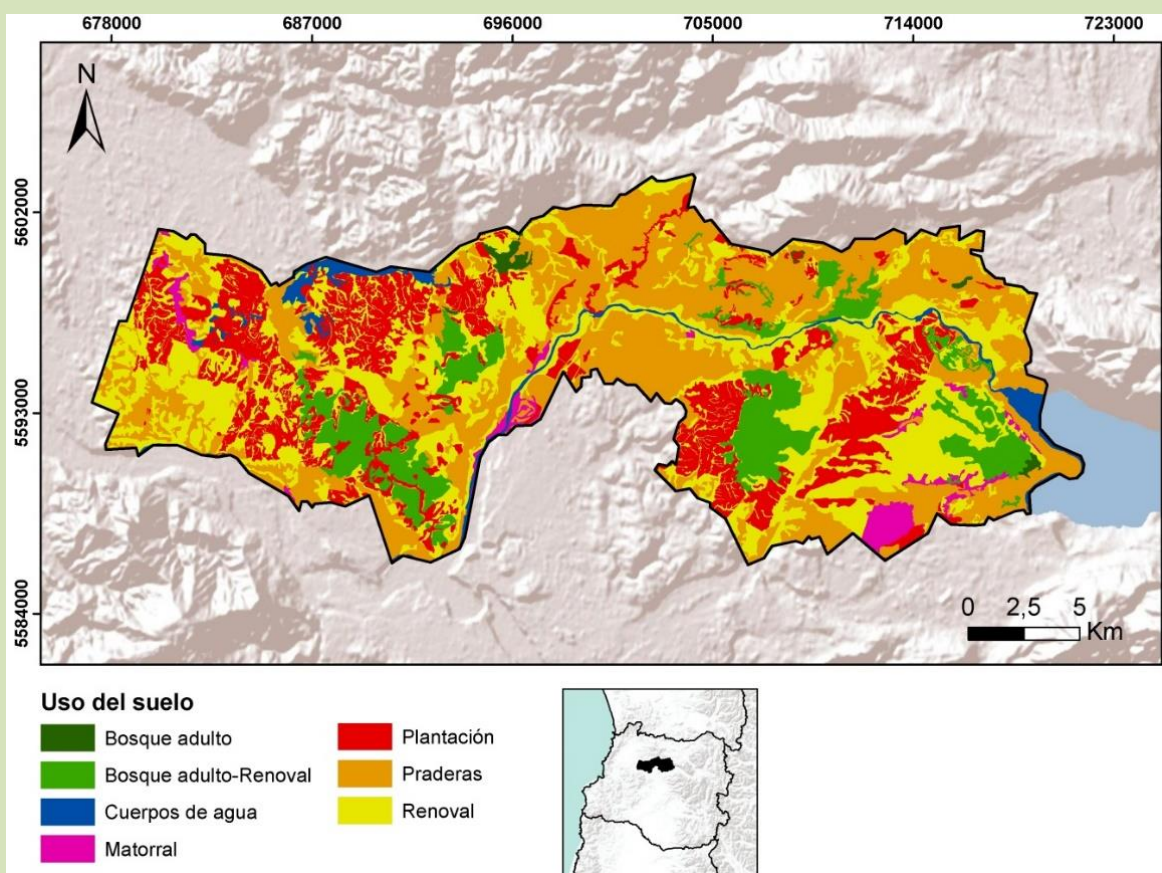 678000 687000 696000 705000 714000 723000
N
5602000
5593000
5584000
0 2,5 5
Km
Uso del suelo
Bosque adulto
Bosque adulto-Renoval
Cuerpos de agua
Matorral
Plantación
Praderas
Renoval